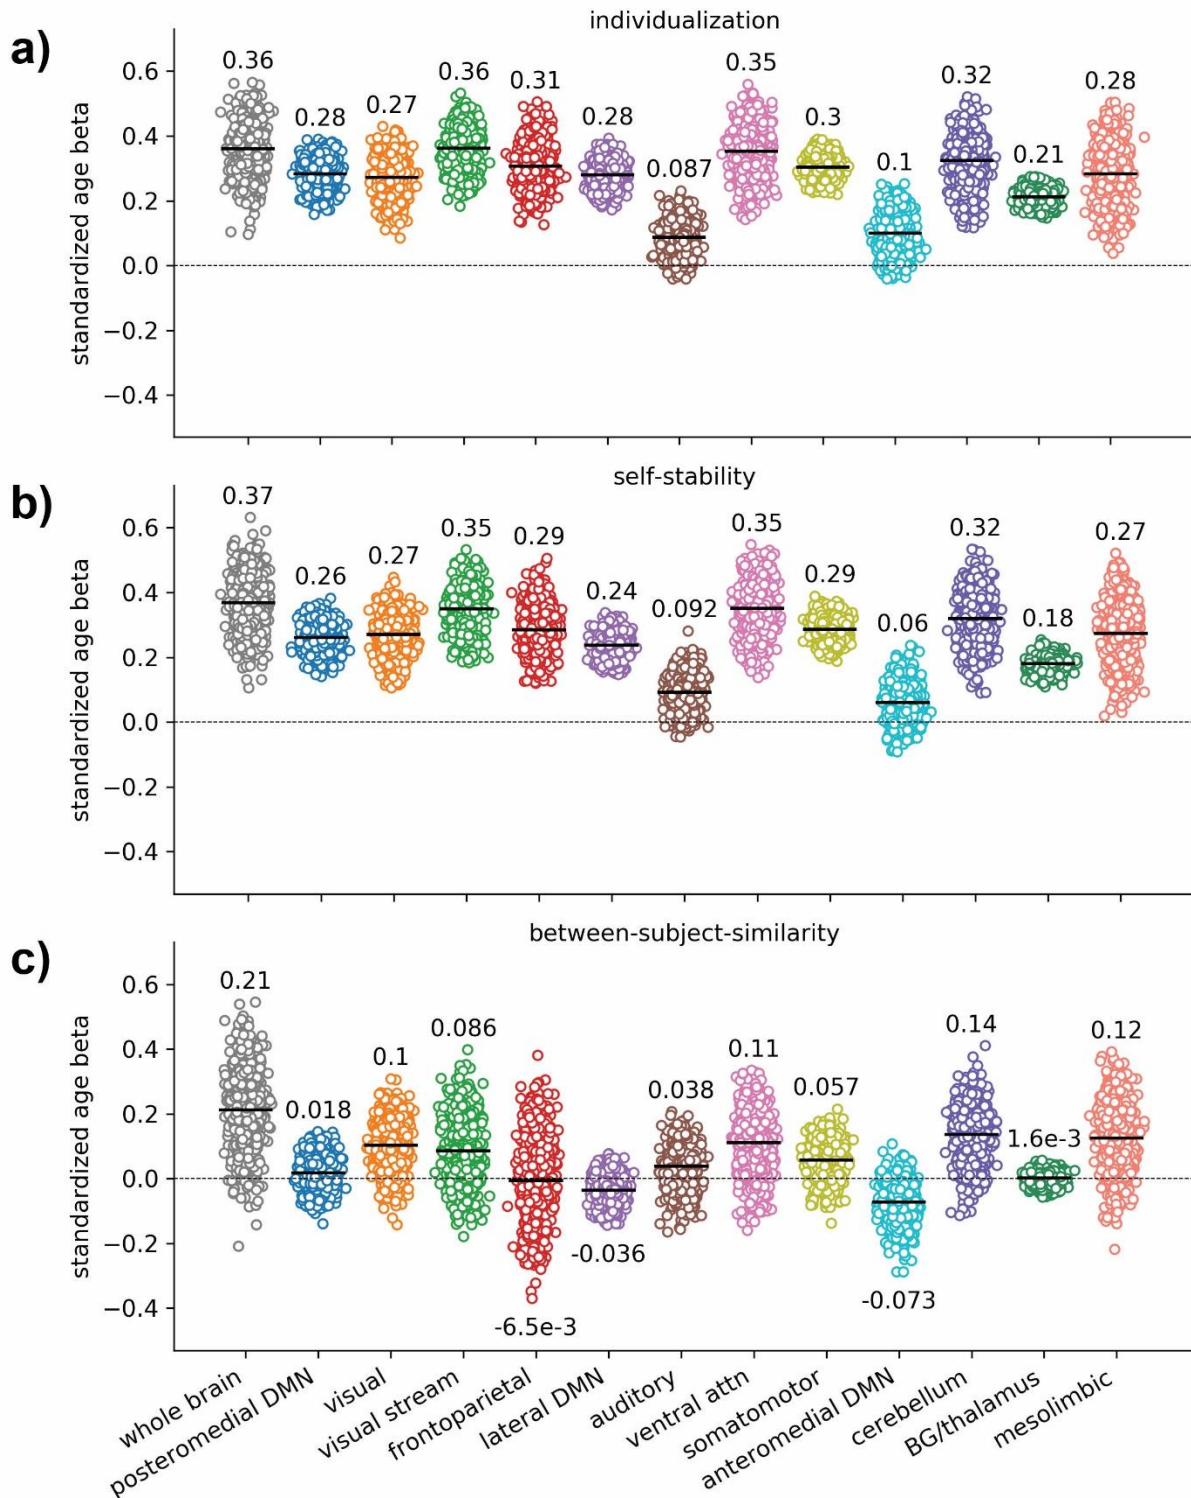 a)
individualization
standardized age beta
0.6
0.4
0.2
0.0
−0.2
−0.4
0.36
0.28
0.27
0.36
0.31
0.28
0.087
0.35
0.3
0.1
0.32
0.21
0.28
b)
self-stability
standardized age beta
0.6
0.4
0.2
0.0
−0.2
−0.4
0.37
0.26
0.27
0.35
0.29
0.24
0.092
0.35
0.29
0.06
0.32
0.18
0.27
c)
between-subject-similarity
standardized age beta
0.6
0.4
0.2
0.0
−0.2
−0.4
0.21
0.018
0.1
0.086
-6.5e-3
-0.036
0.038
0.11
0.057
-0.073
0.14
1.6e-3
0.12
whole brain
posteromedial DMN
visual
visual stream
frontoparietal
lateral DMN
auditory
ventral attn
somatomotor
anteromedial DMN
cerebellum
BG/thalamus
mesolimbic